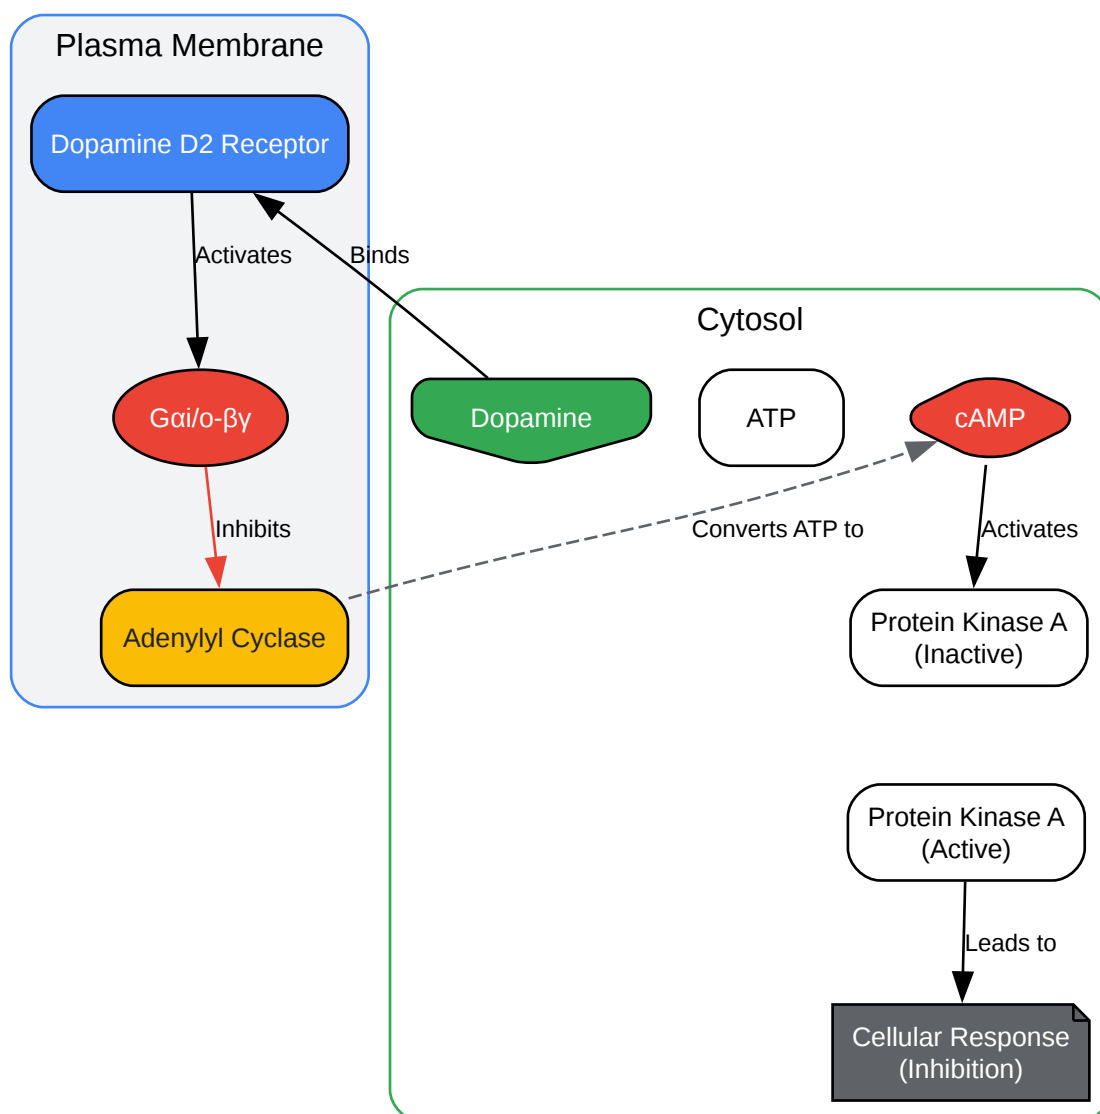 Plasma Membrane
Dopamine D2 Receptor
Activates
Binds
Cytosol
Gαi/o-βγ
Dopamine
ATP
cAMP
Inhibits
Converts ATP to
Activates
Adenylyl Cyclase
Protein Kinase A
(Inactive)
Protein Kinase A
(Active)
Leads to
Cellular Response
(Inhibition)